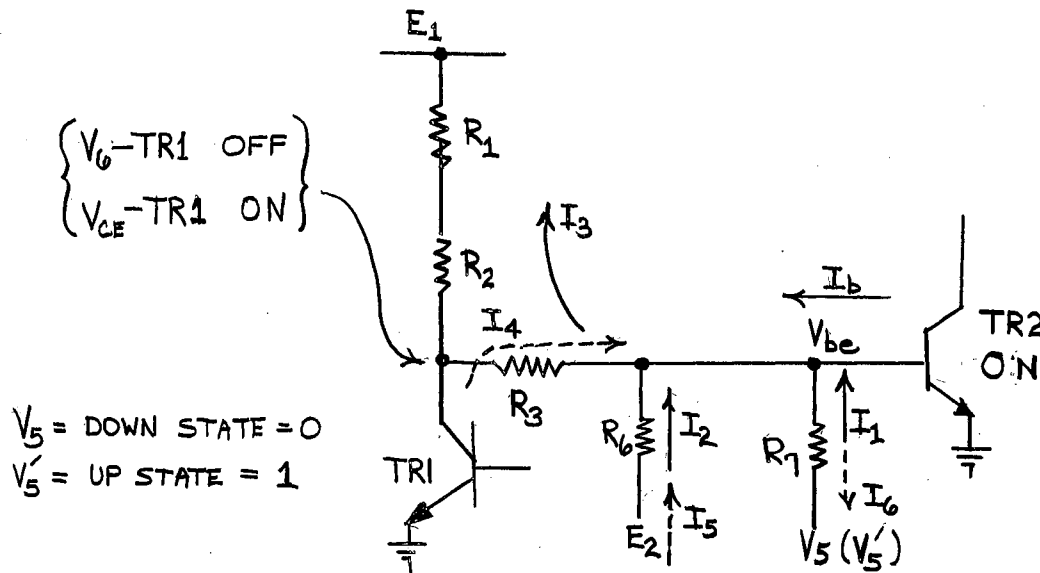 E1
R1
V6-TR1 OFF
VCE-TR1 ON
I3
R2
Ib
I4
Vbe
TR2
ON
R3
V5 = DOWN STATE = 0
V5' = UP STATE = 1
TR1
R6
I2
R7
I1
I5
I6
E2
V5 (V5')